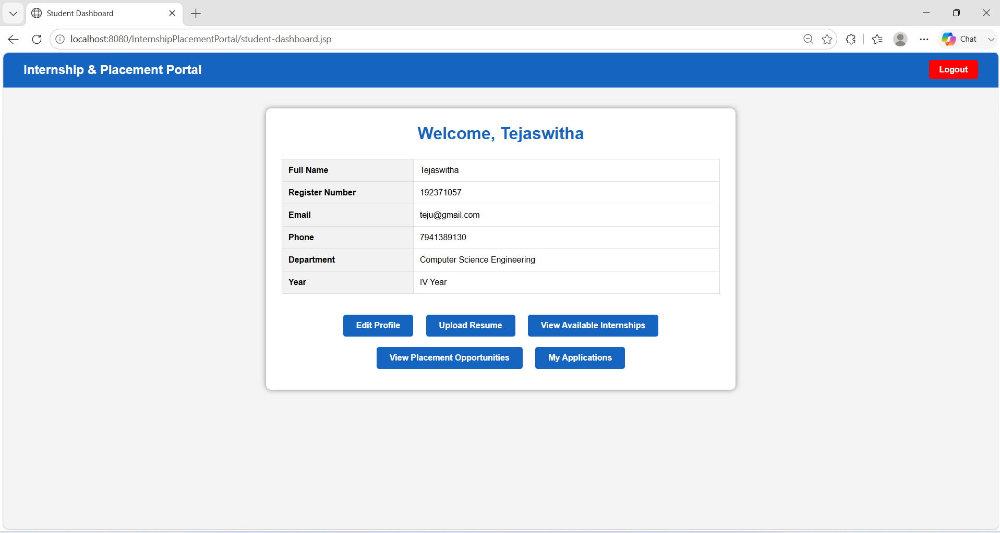 Student Dashboard
localhost:8080/InternshipPlacementPortal/student-dashboard.jsp
Chat
Internship & Placement Portal
Logout
Welcome, Tejaswitha
Full Name Tejaswitha
Register Number 192371057
Email teju@gmail.com
Phone 7941389130
Department Computer Science Engineering
Year IV Year
Edit Profile Upload Resume View Available Internships
View Placement Opportunities My Applications